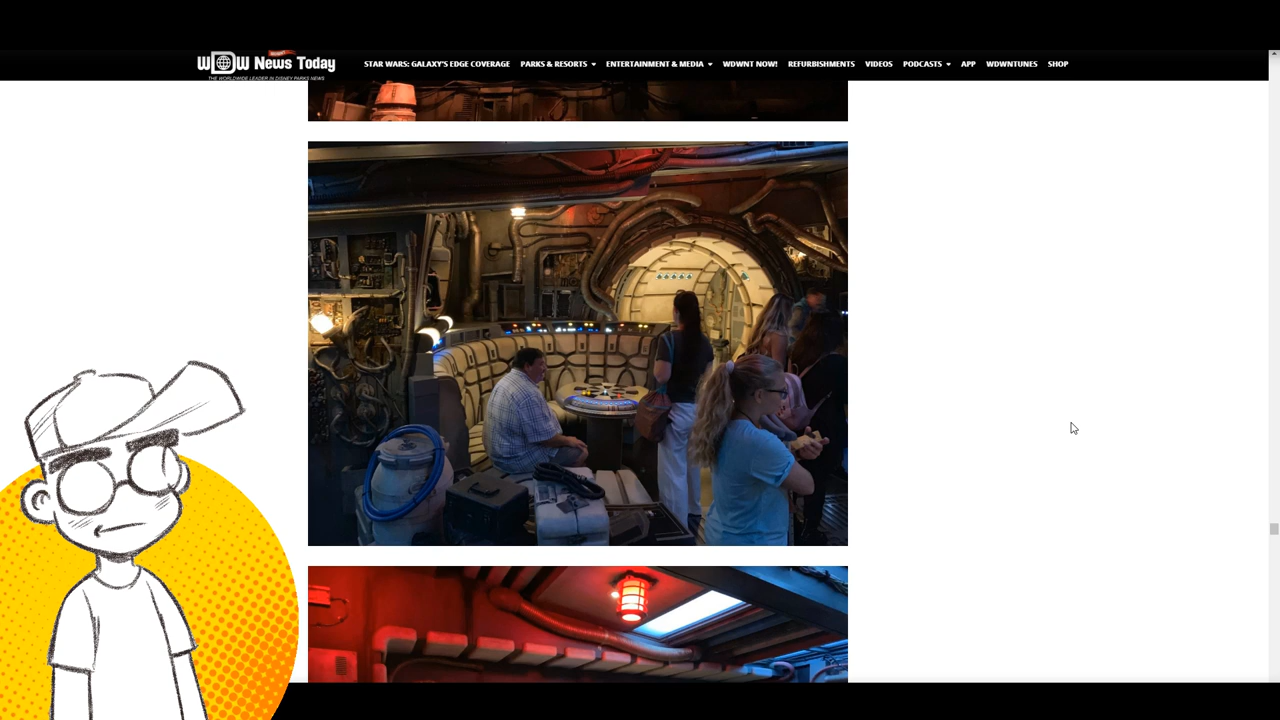 WDW News Today
THE WORLDWIDE LEADER IN DISNEY PARKS NEWS
STAR WARS: GALAXY'S EDGE COVERAGE PARKS & RESORTS ENTERTAINMENT & MEDIA WDWNT NOW! REFURBISHMENTS VIDEOS PODCASTS APP WDWNTUNES SHOP